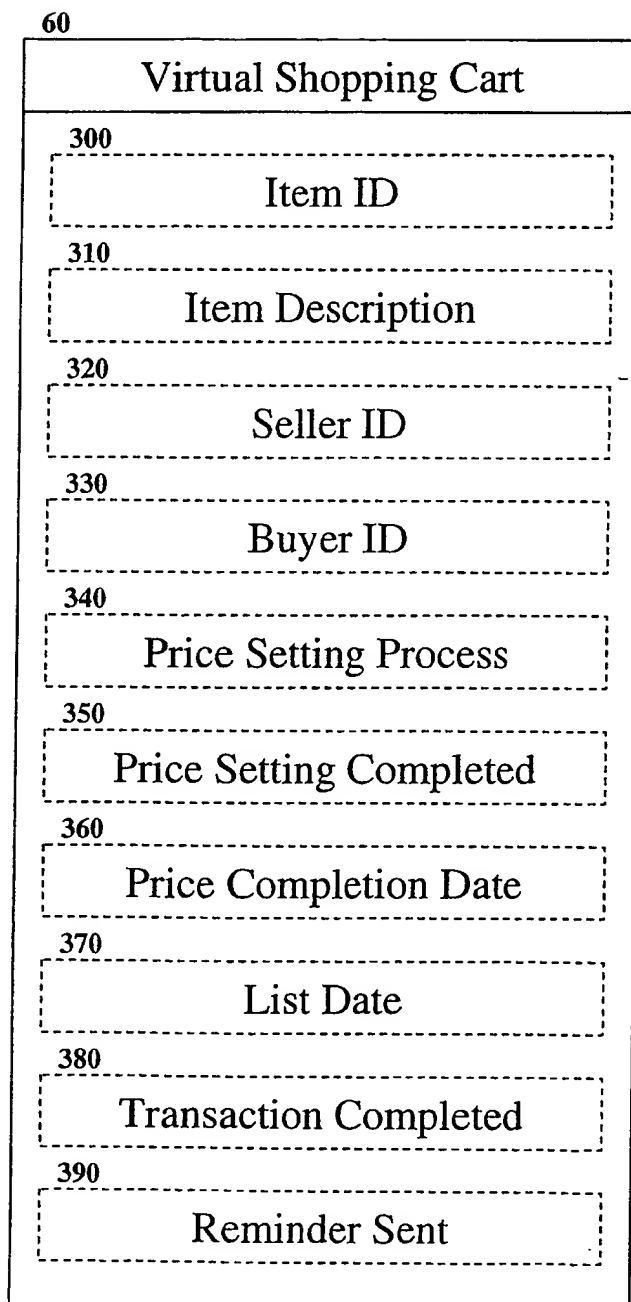 60
Virtual Shopping Cart
300
Item ID
310
Item Description
320
Seller ID
330
Buyer ID
340
Price Setting Process
350
Price Setting Completed
360
Price Completion Date
370
List Date
380
Transaction Completed
390
Reminder Sent